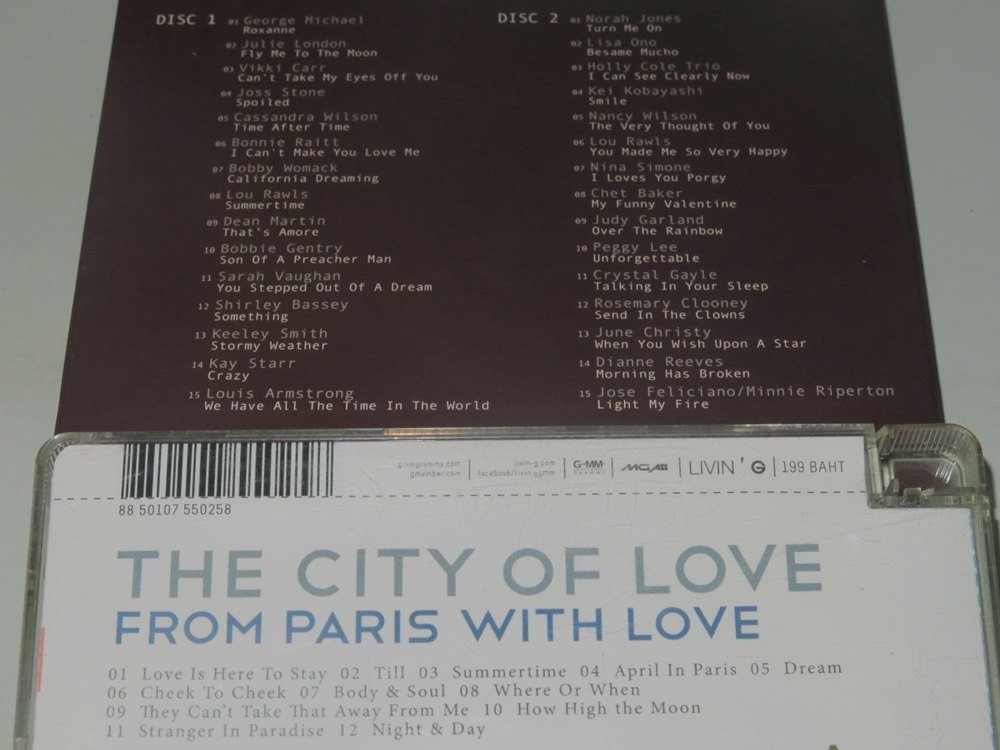 DISC 1
01 George Michael
Roxanne
02 Julie London
Fly Me To The Moon
03 Vikki Carr
Can't Take My Eyes Off You
04 Joss Stone
Spoiled
05 Cassandra Wilson
Time After Time
06 Bonnie Raitt
I Can't Make You Love Me
07 Bobby Womack
California Dreaming
08 Lou Rawls
Summertime
09 Dean Martin
That's Amore
10 Bobbie Gentry
Son Of A Preacher Man
11 Sarah Vaughan
You Stepped Out Of A Dream
12 Shirley Bassey
Something
13 Keeley Smith
Stormy Weather
14 Kay Starr
Crazy
15 Louis Armstrong
We Have All The Time In The World
DISC 2
01 Norah Jones
Turn Me On
02 Lisa Ono
Besame Mucho
03 Holly Cole Trio
I Can See Clearly Now
04 Kei Kobayashi
Smile
05 Nancy Wilson
The Very Thought Of You
06 Lou Rawls
You Made Me So Very Happy
07 Nina Simone
I Loves You Porgy
08 Chet Baker
My Funny Valentine
09 Judy Garland
Over The Rainbow
10 Peggy Lee
Unforgettable
11 Crystal Gayle
Talking In Your Sleep
12 Rosemary Clooney
Send In The Clowns
13 June Christy
When You Wish Upon A Star
14 Dianne Reeves
Morning Has Broken
15 Jose Feliciano/Minnie Riperton
Light My Fire
gmmgrammy.com
gmember.com
livin-g.com
G-MM'
GRAMMY
MGA
LIVIN'G
199 BAHT
88 50107 550258
THE CITY OF LOVE
FROM PARIS WITH LOVE
01 Love Is Here To Stay 02 Till 03 Summertime 04 April In Paris 05 Dream
06 Cheek To Cheek 07 Body & Soul 08 Where Or When
09 They Can't Take That Away From Me 10 How High the Moon
11 Stranger In Paradise 12 Night & Day